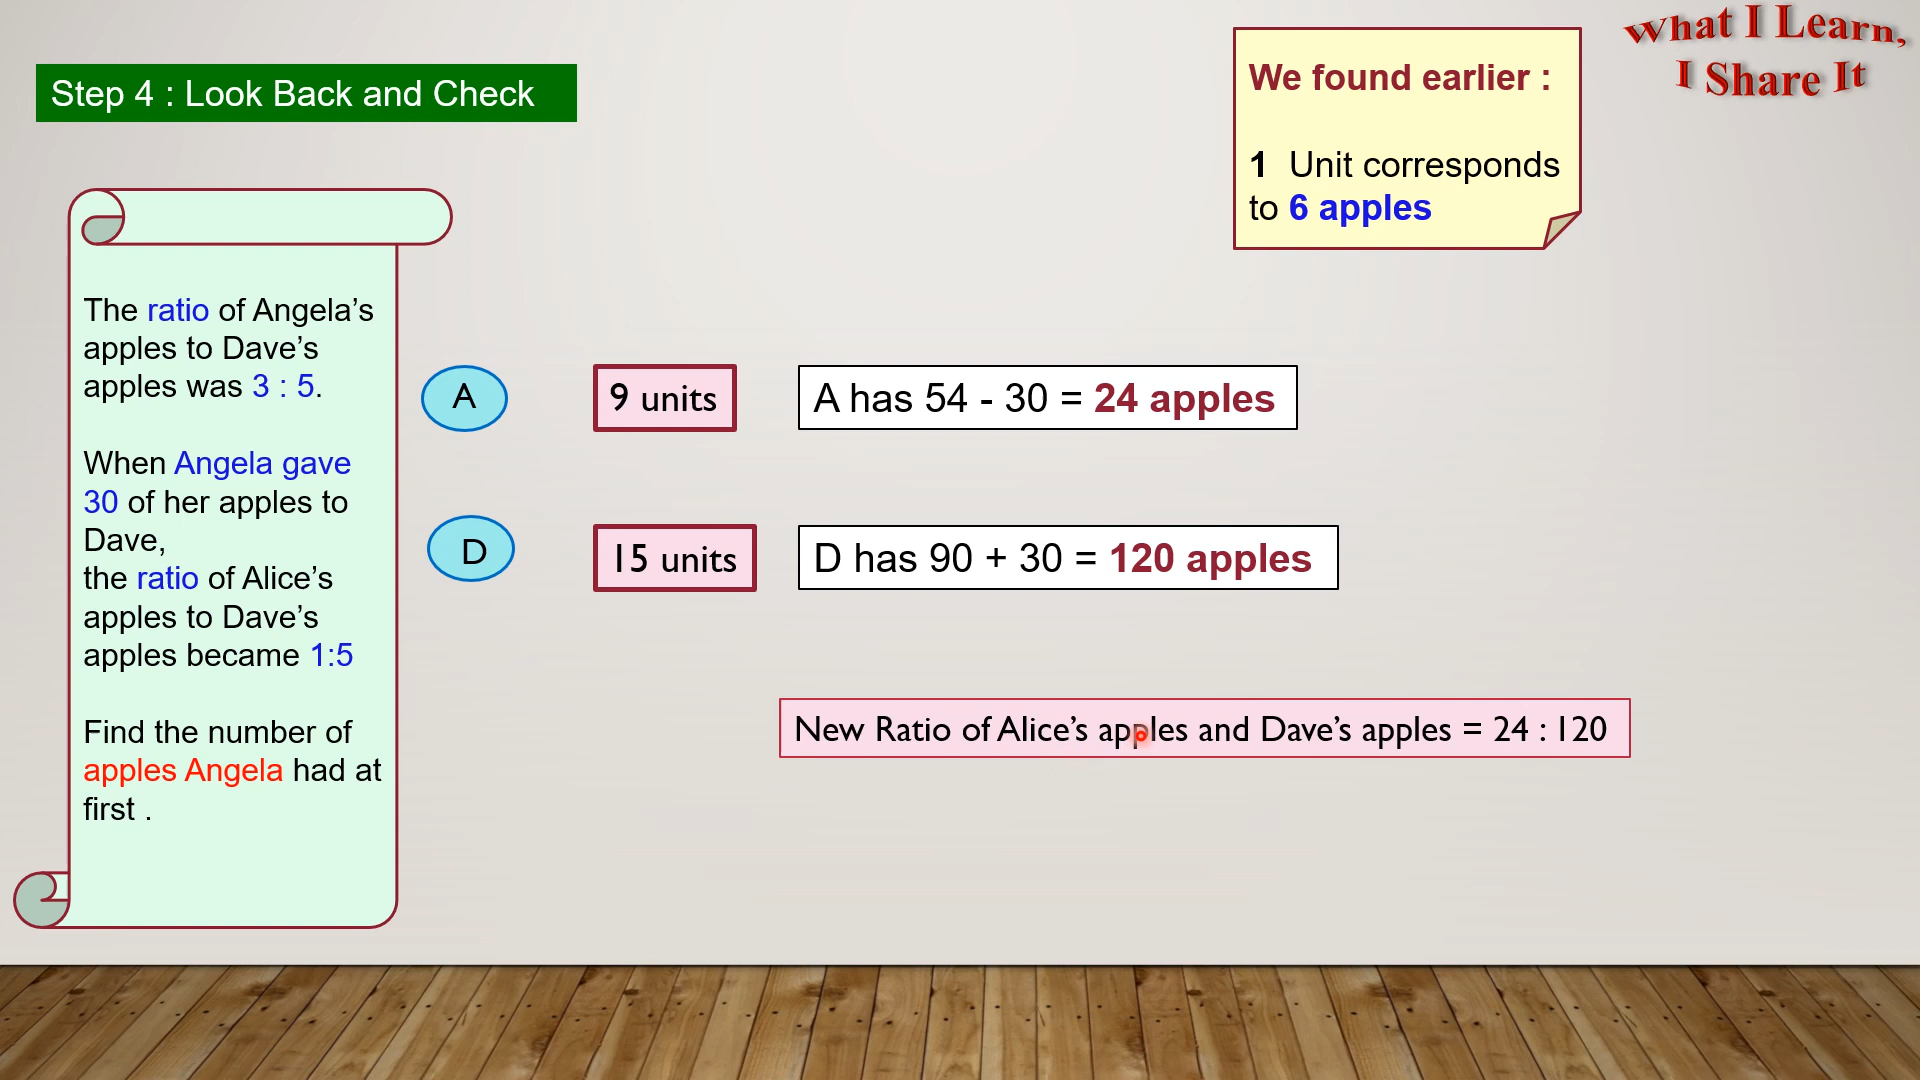 What I Learn,
I Share It
Step 4 : Look Back and Check
We found earlier :
1 Unit corresponds
to 6 apples
The ratio of Angela’s
apples to Dave’s
apples was 3 : 5.
When Angela gave
30 of her apples to
Dave,
the ratio of Alice’s
apples to Dave’s
apples became 1:5
Find the number of
apples Angela had at
first .
A
9 units
A has 54 - 30 = 24 apples
D
15 units
D has 90 + 30 = 120 apples
New Ratio of Alice’s apples and Dave’s apples = 24 : 120